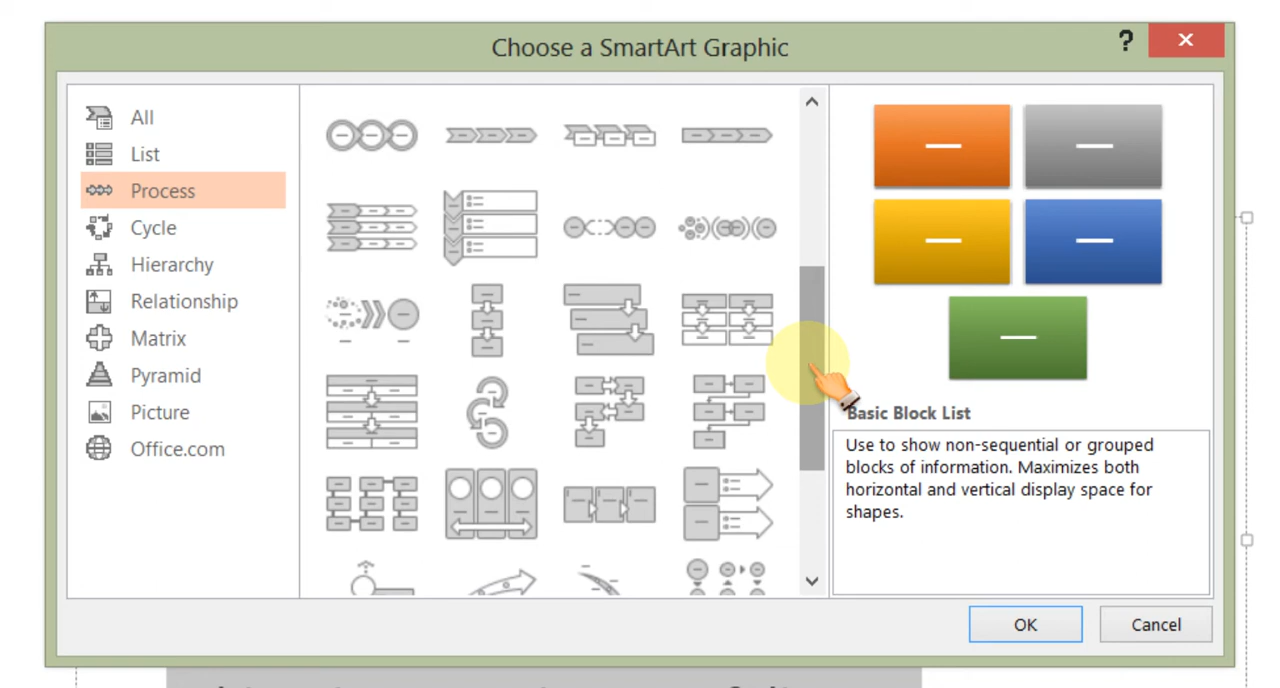 Choose a SmartArt Graphic
?
All
List
Process
Cycle
Hierarchy
Relationship
Matrix
Pyramid
Picture
Office.com
Basic Block List
Use to show non-sequential or grouped
blocks of information. Maximizes both
horizontal and vertical display space for
shapes.
OK
Cancel